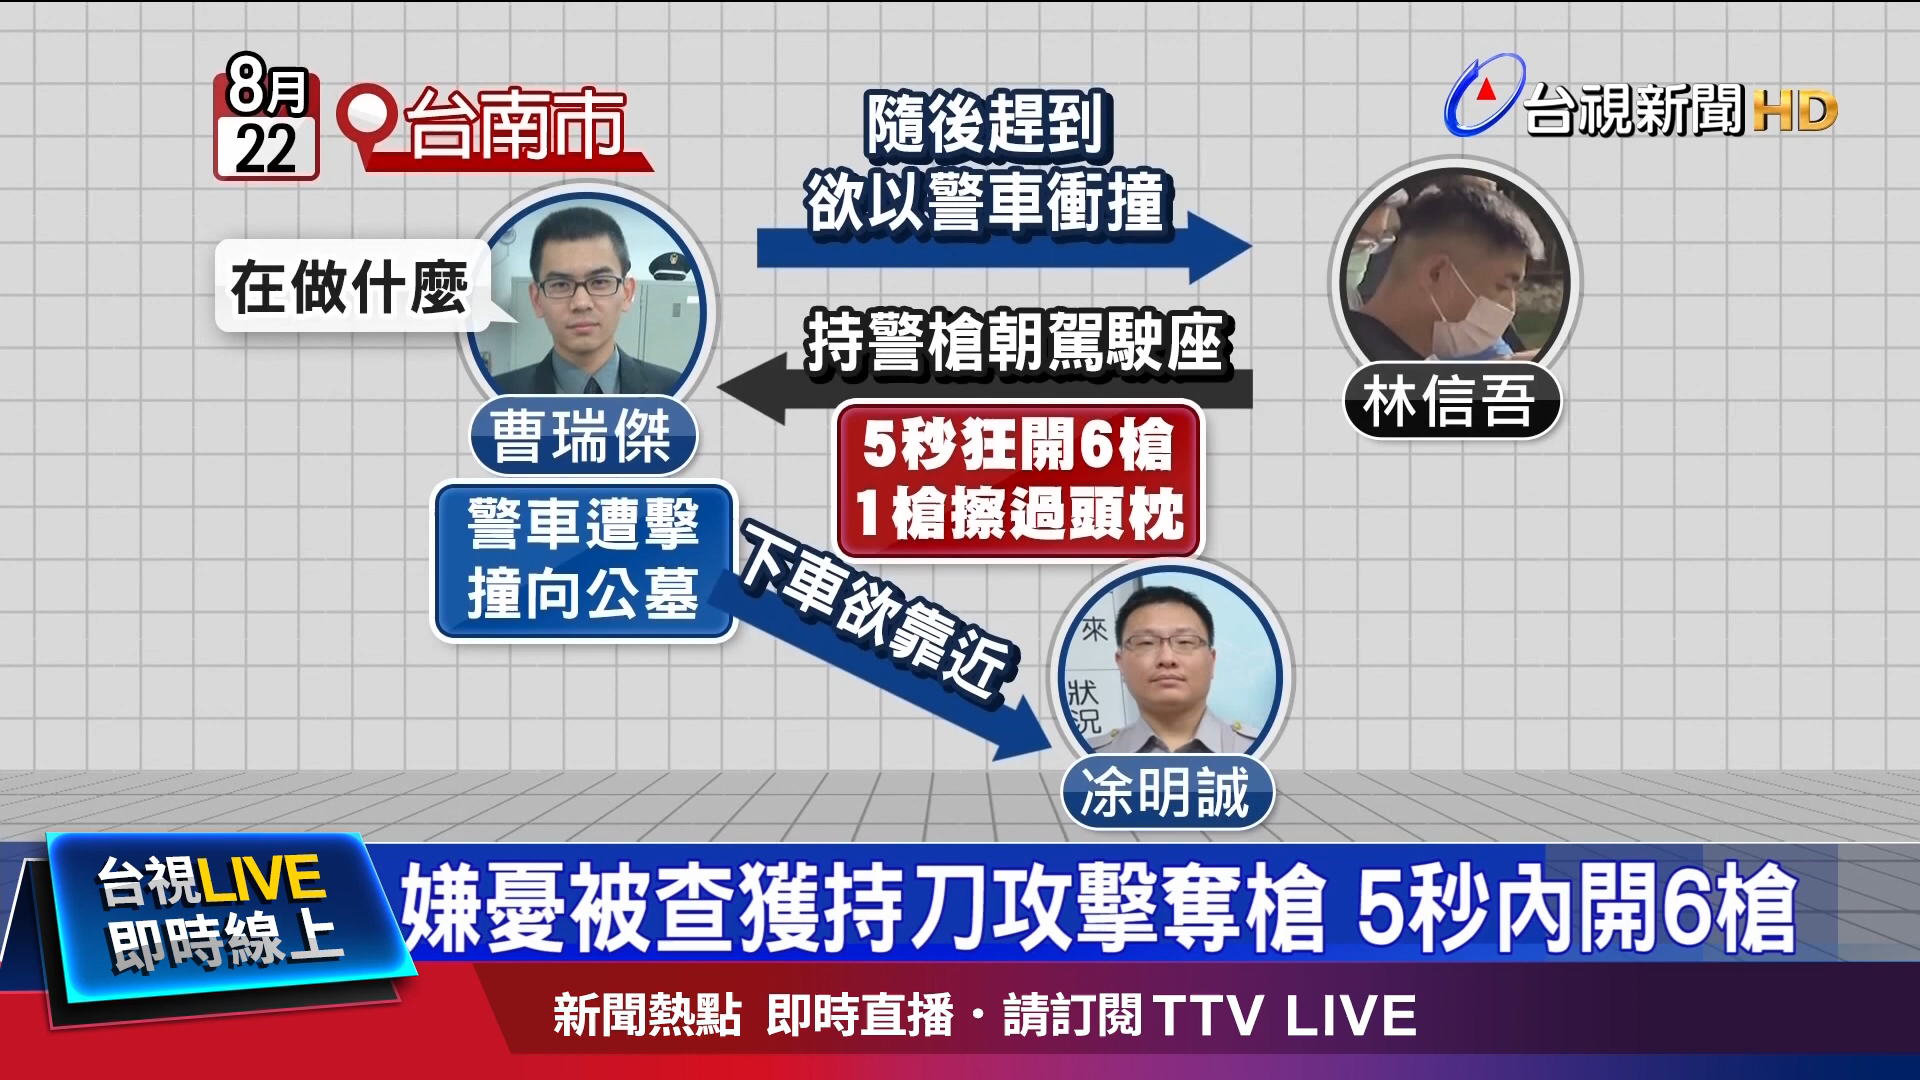 8月
22
台南市
台視新聞HD
隨後趕到
欲以警車衝撞
在做什麼
持警槍朝駕駛座
林信吾
曹瑞傑
5秒狂開6槍
1槍擦過頭枕
警車遭擊
撞向公墓
下車欲靠近
來
狀
況
凃明誠
台視LIVE
即時線上
嫌憂被查獲持刀攻擊奪槍 5秒內開6槍
新聞熱點 即時直播・請訂閱TTV LIVE